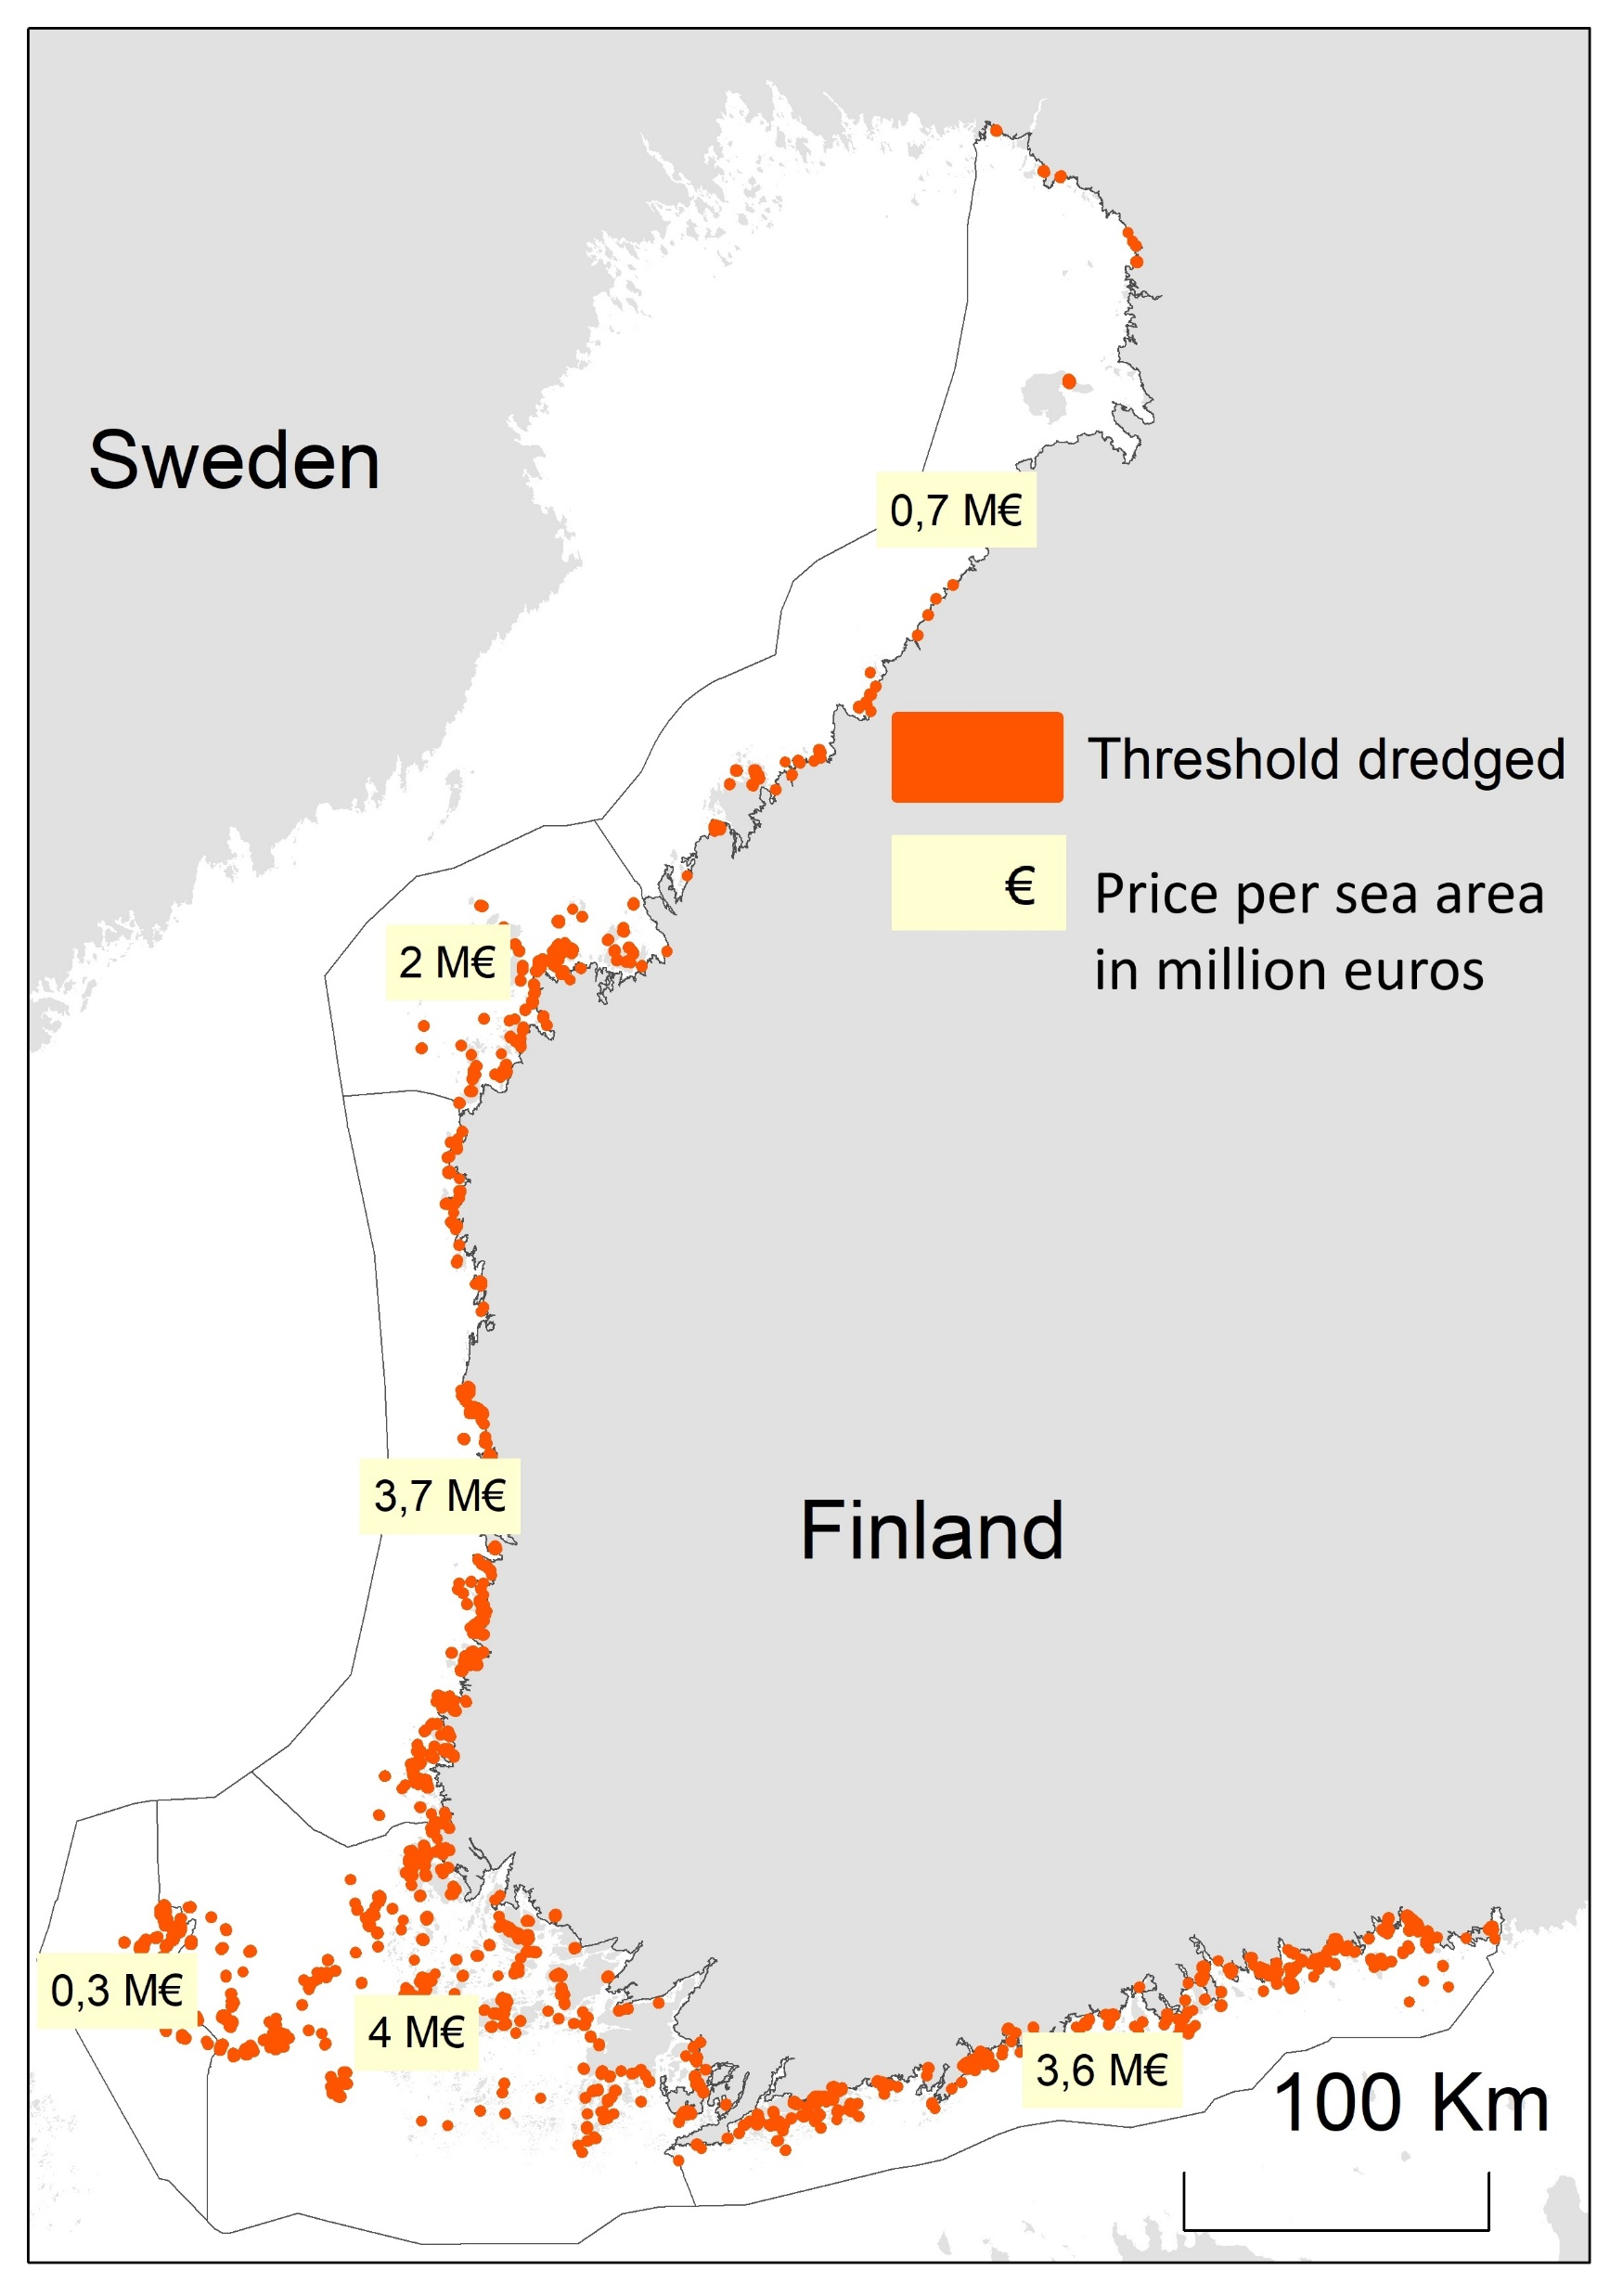 Sweden
0,7 M€
Threshold dredged
€
Price per sea area
in million euros
2 M€
3,7 M€
Finland
0,3 M€
4 M€
3,6 M€
100 Km